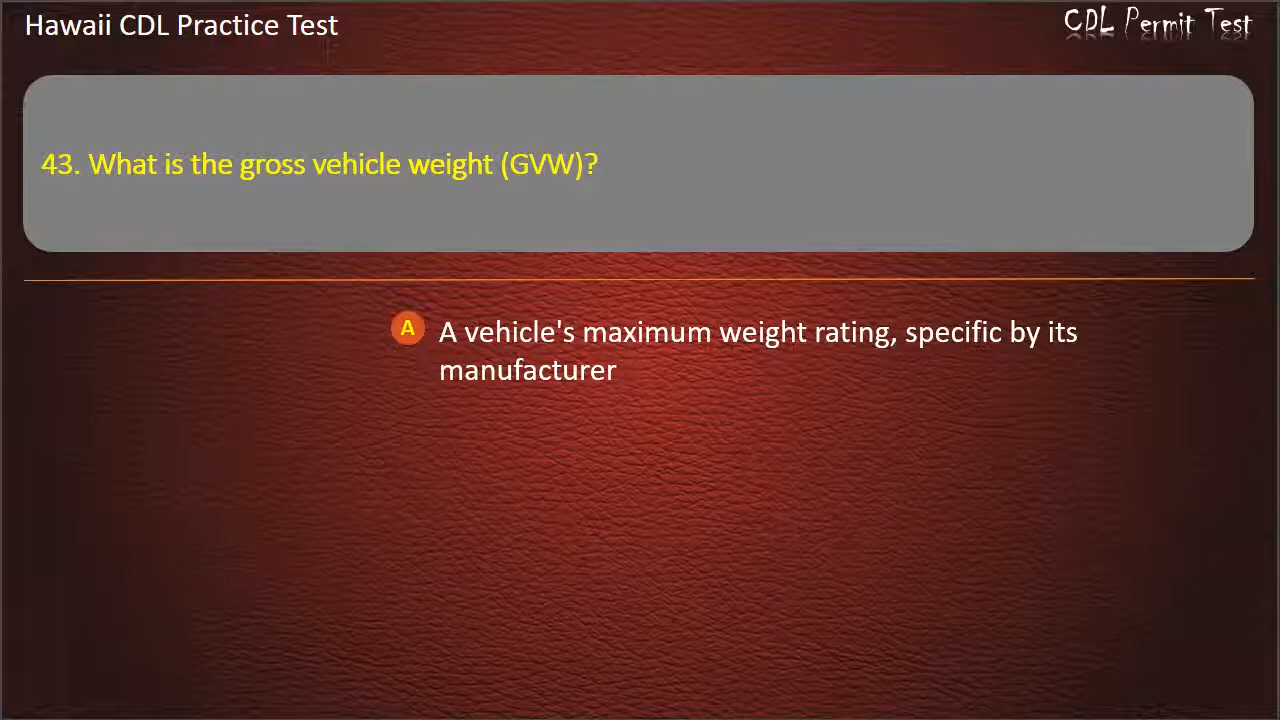 Hawaii CDL Practice Test
CDL Permit Test
43. What is the gross vehicle weight (GVW)?
A
A vehicle's maximum weight rating, specific by its
manufacturer